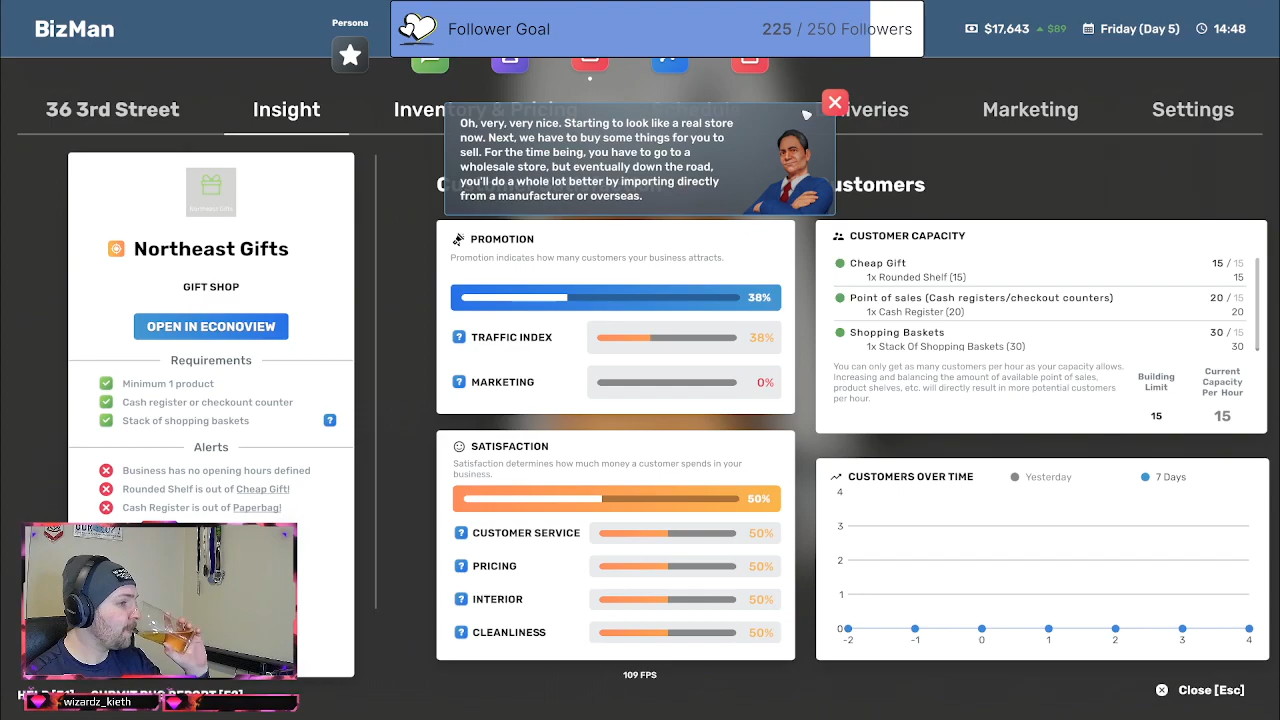 BizMan
Persona
Follower Goal
225 / 250 Followers
$17,643
$89
Friday (Day 5)
14:48
36 3rd Street
Insight
Inventory & Pricing
Schedule
Deliveries
Marketing
Settings
Oh, very, very nice. Starting to look like a real store
now. Next, we have to buy some things for you to
sell. For the time being, you have to go to a
wholesale store, but eventually down the road,
you'll do a whole lot better by importing directly
from a manufacturer or overseas.
Northeast Gifts
Northeast Gifts
GIFT SHOP
OPEN IN ECONOVIEW
Requirements
Minimum 1 product
Cash register or checkount counter
Stack of shopping baskets
?
Alerts
Business has no opening hours defined
Rounded Shelf is out of Cheap Gift!
Cash Register is out of Paperbag!
PROMOTION
Promotion indicates how many customers your business attracts.
38%
? TRAFFIC INDEX 38%
? MARKETING 0%
SATISFACTION
Satisfaction determines how much money a customer spends in your
business.
50%
? CUSTOMER SERVICE 50%
? PRICING 50%
? INTERIOR 50%
? CLEANLINESS 50%
Customers
CUSTOMER CAPACITY
Cheap Gift 15 / 15
1x Rounded Shelf (15) 15
Point of sales (Cash registers/checkout counters) 20 / 15
1x Cash Register (20) 20
Shopping Baskets 30 / 15
1x Stack Of Shopping Baskets (30) 30
You can only get as many customers per hour as your capacity allows.
Increasing and balancing the amount of available point of sales,
product shelves, etc. will directly result in more potential customers
per hour.
Building
Limit
15
Current
Capacity
Per Hour
15
CUSTOMERS OVER TIME
Yesterday
7 Days
4
3
2
1
0
-2 -1 0 1 2 3 4
109 FPS
HELP [F1]
SUBMIT BUG REPORT [F2]
wizardz_kieth
Close [Esc]